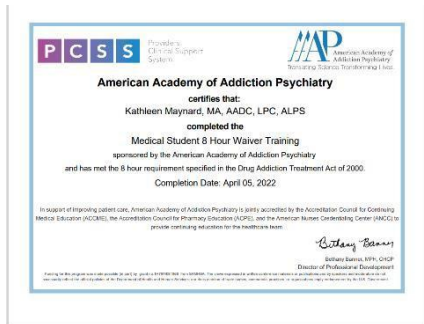 PCSS
Providers
Clinical Support
System
AAAP
American Academy of
Addiction Psychiatry
Translating Science. Transforming Lives.
American Academy of Addiction Psychiatry
certifies that:
Kathleen Maynard, MA, AADC, LPC, ALPS
completed the
Medical Student 8 Hour Waiver Training
sponsored by the American Academy of Addiction Psychiatry
and has met the 8 hour requirement specified in the Drug Addiction Treatment Act of 2000.
Completion Date: April 05, 2022
In support of improving patient care, American Academy of Addiction Psychiatry is jointly accredited by the Accreditation Council for Continuing
Medical Education (ACCME), the Accreditation Council for Pharmacy Education (ACPE), and the American Nurses Credentialing Center (ANCC) to
provide continuing education for the healthcare team.
Bethany Banner
Bethany Banner, MPH, CHCP
Director of Professional Development